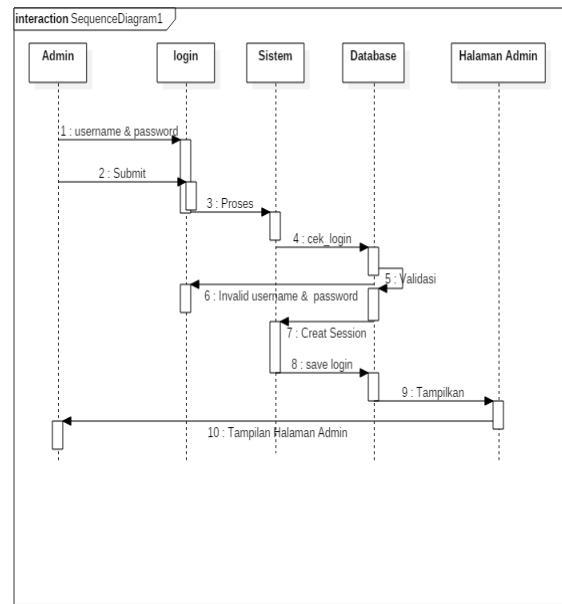 interaction SequenceDiagram1
Admin
login
Sistem
Database
Halaman Admin
1 : username & password
2 : Submit
3 : Proses
4 : cek_login
5 : Validasi
6 : Invalid username & password
7 : Creat Session
8 : save login
9 : Tampilkan
10 : Tampilan Halaman Admin